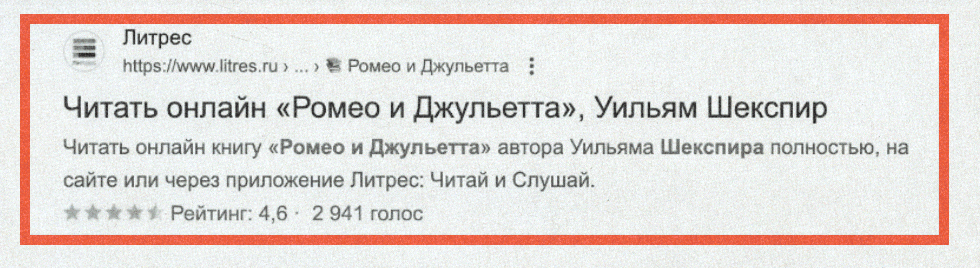 Литрес
https://www.litres.ru › ... › 📚 Ромео и Джульетта
Читать онлайн «Ромео и Джульетта», Уильям Шекспир
Читать онлайн книгу «Ромео и Джульетта» автора Уильяма Шекспира полностью, на
сайте или через приложение Литрес: Читай и Слушай.
Рейтинг: 4,6 · 2 941 голос